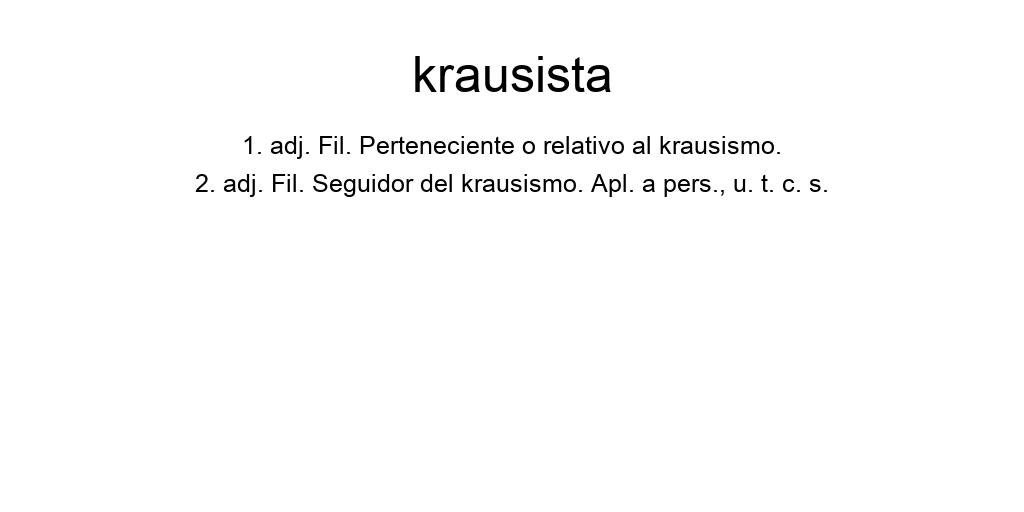 krausista
1. adj. Fil. Perteneciente o relativo al krausismo.
2. adj. Fil. Seguidor del krausismo. Apl. a pers., u. t. c. s.